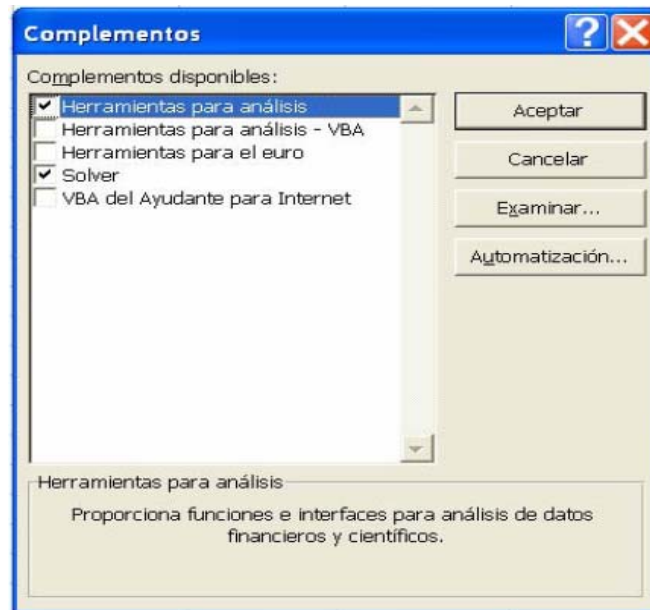 Complementos
Complementos disponibles:
Herramientas para análisis
Herramientas para análisis - VBA
Herramientas para el euro
Solver
VBA del Ayudante para Internet
Aceptar
Cancelar
Examinar...
Automatización...
Herramientas para análisis
Proporciona funciones e interfaces para análisis de datos
financieros y científicos.